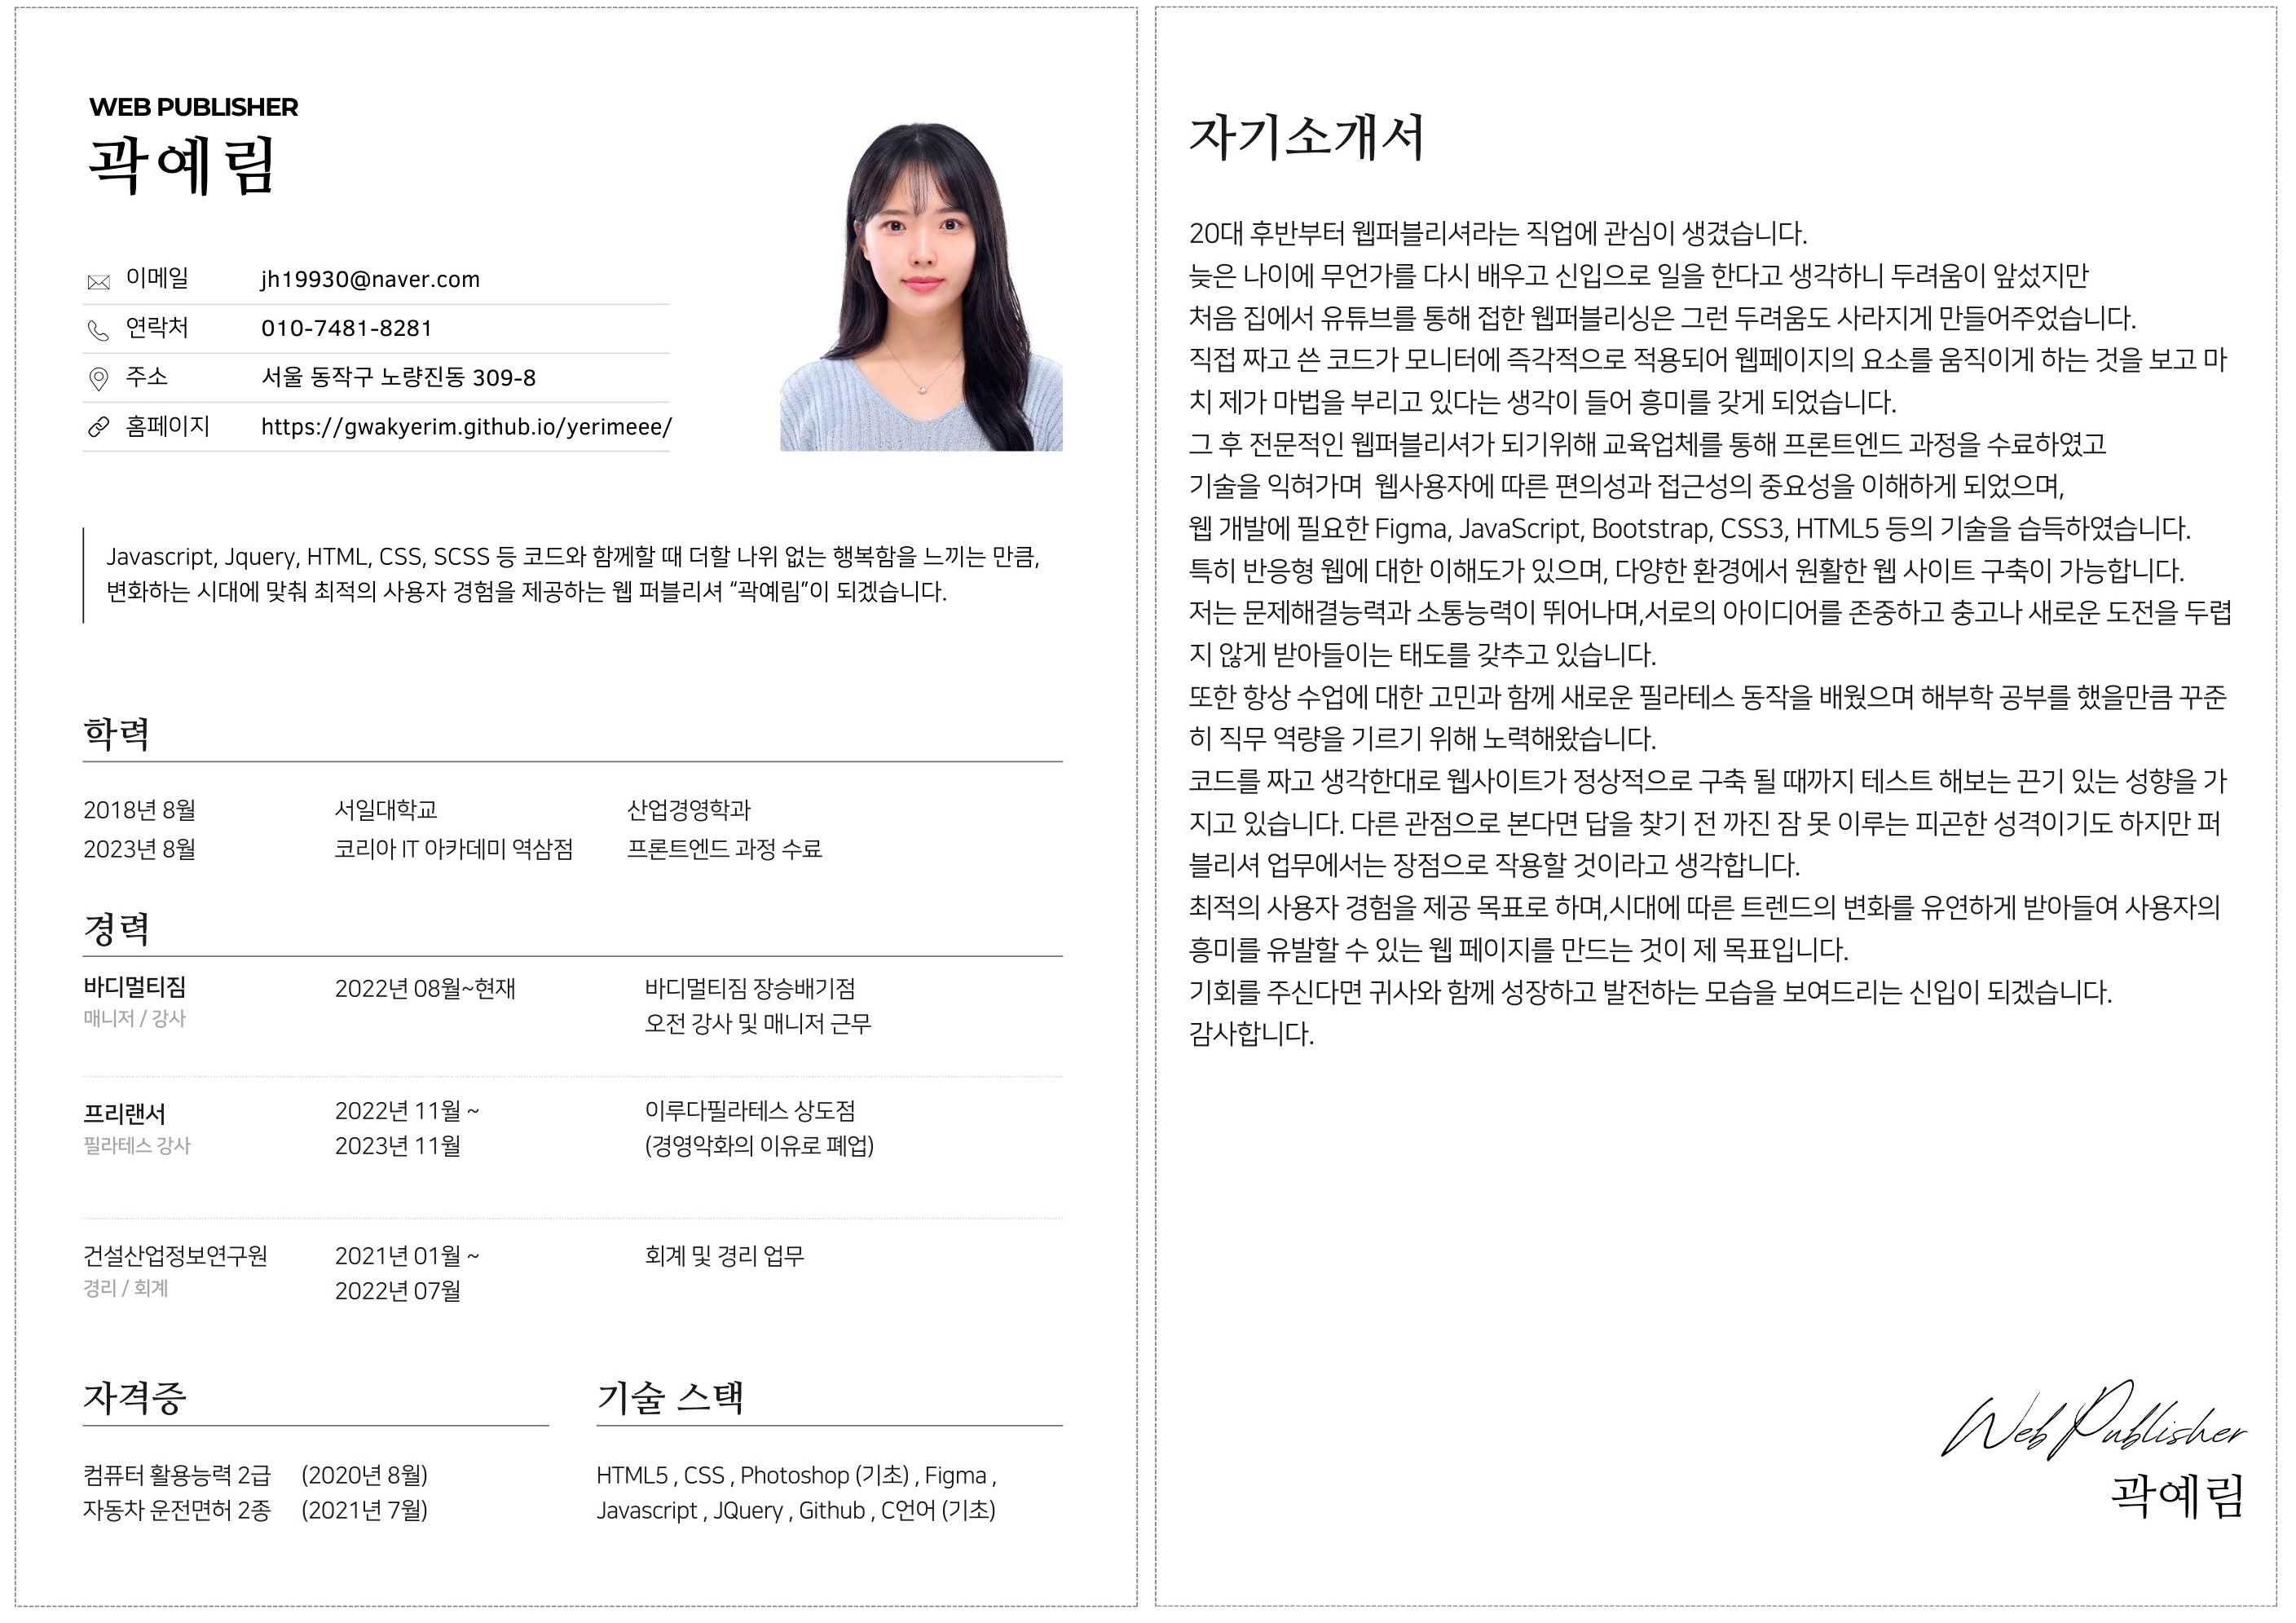 WEB PUBLISHER
곽예림
이메일 jh19930@naver.com
연락처 010-7481-8281
주소 서울 동작구 노량진동 309-8
홈페이지 https://gwakyerim.github.io/yerimeee/
Javascript, Jquery, HTML, CSS, SCSS 등 코드와 함께할 때 더할 나위 없는 행복함을 느끼는 만큼,
변화하는 시대에 맞춰 최적의 사용자 경험을 제공하는 웹 퍼블리셔 “곽예림”이 되겠습니다.
학력
2018년 8월 서일대학교 산업경영학과
2023년 8월 코리아 IT 아카데미 역삼점 프론트엔드 과정 수료
경력
바디멀티짐 2022년 08월~현재 바디멀티짐 장승배기점
매니저 / 강사 오전 강사 및 매니저 근무
프리랜서 2022년 11월 ~ 이루다필라테스 상도점
필라테스 강사 2023년 11월 (경영악화의 이유로 폐업)
건설산업정보연구원 2021년 01월 ~ 회계 및 경리 업무
경리 / 회계 2022년 07월
자격증
컴퓨터 활용능력 2급 (2020년 8월)
자동차 운전면허 2종 (2021년 7월)
기술 스택
HTML5 , CSS , Photoshop (기초) , Figma ,
Javascript , JQuery , Github , C언어 (기초)
자기소개서
20대 후반부터 웹퍼블리셔라는 직업에 관심이 생겼습니다.
늦은 나이에 무언가를 다시 배우고 신입으로 일을 한다고 생각하니 두려움이 앞섰지만
처음 집에서 유튜브를 통해 접한 웹퍼블리싱은 그런 두려움도 사라지게 만들어주었습니다.
직접 짜고 쓴 코드가 모니터에 즉각적으로 적용되어 웹페이지의 요소를 움직이게 하는 것을 보고 마
치 제가 마법을 부리고 있다는 생각이 들어 흥미를 갖게 되었습니다.
그 후 전문적인 웹퍼블리셔가 되기위해 교육업체를 통해 프론트엔드 과정을 수료하였고
기술을 익혀가며 웹사용자에 따른 편의성과 접근성의 중요성을 이해하게 되었으며,
웹 개발에 필요한 Figma, JavaScript, Bootstrap, CSS3, HTML5 등의 기술을 습득하였습니다.
특히 반응형 웹에 대한 이해도가 있으며, 다양한 환경에서 원활한 웹 사이트 구축이 가능합니다.
저는 문제해결능력과 소통능력이 뛰어나며,서로의 아이디어를 존중하고 충고나 새로운 도전을 두렵
지 않게 받아들이는 태도를 갖추고 있습니다.
또한 항상 수업에 대한 고민과 함께 새로운 필라테스 동작을 배웠으며 해부학 공부를 했을만큼 꾸준
히 직무 역량을 기르기 위해 노력해왔습니다.
코드를 짜고 생각한대로 웹사이트가 정상적으로 구축 될 때까지 테스트 해보는 끈기 있는 성향을 가
지고 있습니다. 다른 관점으로 본다면 답을 찾기 전 까진 잠 못 이루는 피곤한 성격이기도 하지만 퍼
블리셔 업무에서는 장점으로 작용할 것이라고 생각합니다.
최적의 사용자 경험을 제공 목표로 하며,시대에 따른 트렌드의 변화를 유연하게 받아들여 사용자의
흥미를 유발할 수 있는 웹 페이지를 만드는 것이 제 목표입니다.
기회를 주신다면 귀사와 함께 성장하고 발전하는 모습을 보여드리는 신입이 되겠습니다.
감사합니다.
Web Publisher
곽예림